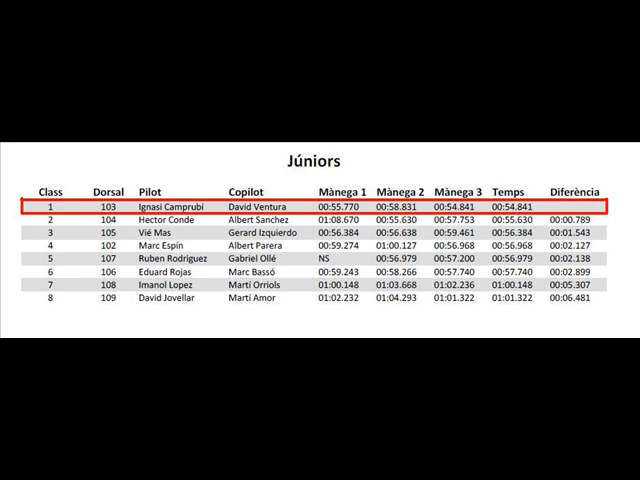 Júniors
Class Dorsal Pilot Copilot Mànega 1 Mànega 2 Mànega 3 Temps Diferència
1 103 Ignasi Camprubí David Ventura 00:55.770 00:58.831 00:54.841 00:54.841
2 104 Hector Conde Albert Sanchez 01:08.670 00:55.630 00:57.753 00:55.630 00:00.789
3 105 Vié Mas Gerard Izquierdo 00:56.384 00:56.638 00:59.461 00:56.384 00:01.543
4 102 Marc Espín Albert Parera 00:59.274 01:00.127 00:56.968 00:56.968 00:02.127
5 107 Ruben Rodriguez Gabriel Ollé NS 00:56.979 00:57.200 00:56.979 00:02.138
6 106 Eduard Rojas Marc Bassó 00:59.243 00:58.266 00:57.740 00:57.740 00:02.899
7 108 Imanol Lopez Martí Orriols 01:00.148 01:03.668 01:02.236 01:00.148 00:05.307
8 109 David Jovellar Martí Amor 01:02.232 01:04.293 01:01.322 01:01.322 00:06.481